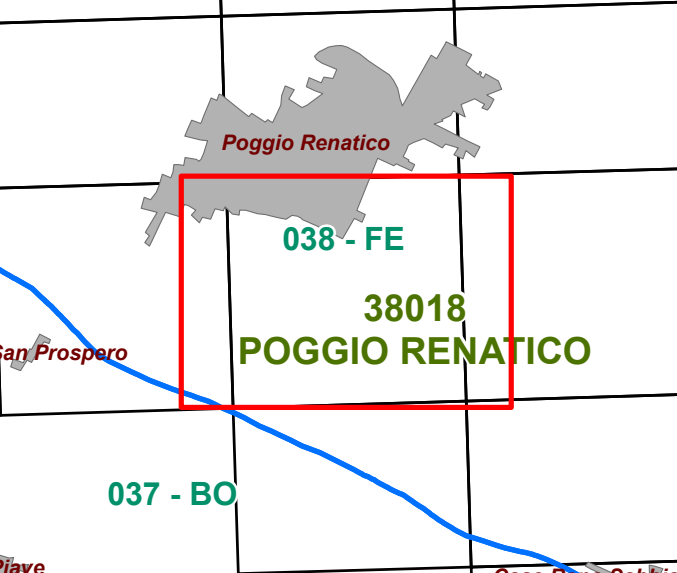 Poggio Renatico
038 - FE
38018
POGGIO RENATICO
San Prospero
037 - BO
Piave